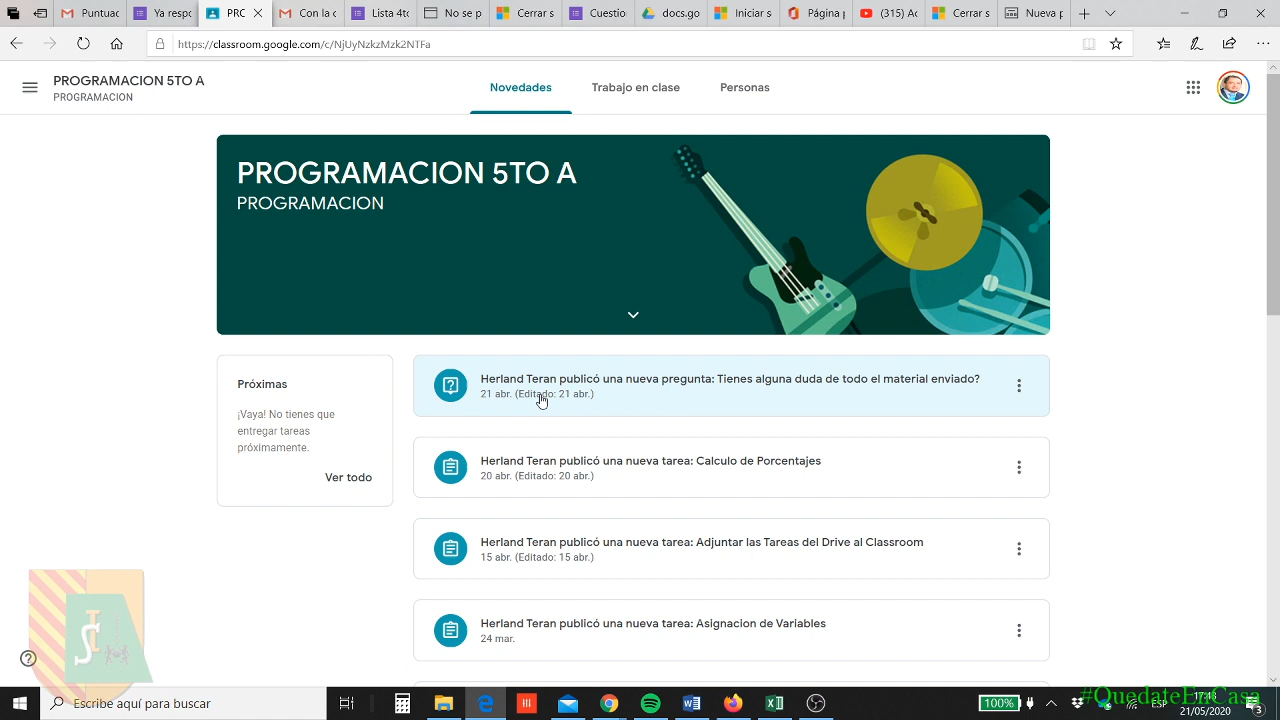 Pantuar
Ya respo
PRC
Con la c
Lista 4to
No se p
Cerrar s
Cuestio
docs.go
Iniciar s
Página p
(315)
Cerrar s
Nueva
https://classroom.google.com/c/NjUyNzkzMzk2NTFa
PROGRAMACION 5TO A
PROGRAMACION
Novedades
Trabajo en clase
Personas
PROGRAMACION 5TO A
PROGRAMACION
Próximas
¡Vaya! No tienes que
entregar tareas
próximamente.
Ver todo
Herland Teran publicó una nueva pregunta: Tienes alguna duda de todo el material enviado?
21 abr. (Editado: 21 abr.)
Herland Teran publicó una nueva tarea: Calculo de Porcentajes
20 abr. (Editado: 20 abr.)
Herland Teran publicó una nueva tarea: Adjuntar las Tareas del Drive al Classroom
15 abr. (Editado: 15 abr.)
Herland Teran publicó una nueva tarea: Asignacion de Variables
24 mar.
Escribe aquí para buscar
100%
ESP
17:18
21/05/2020
3
#QuedateEnCasa